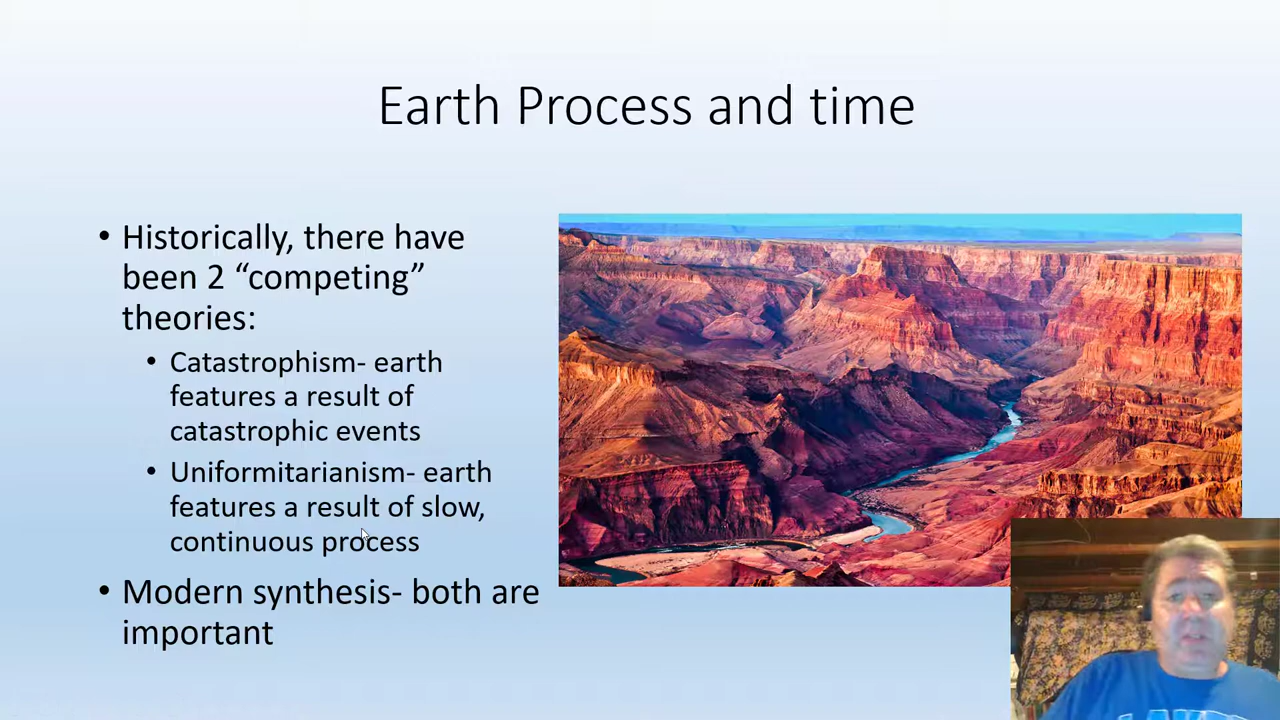 Earth Process and time
• Historically, there have
been 2 “competing”
theories:
• Catastrophism- earth
features a result of
catastrophic events
• Uniformitarianism- earth
features a result of slow,
continuous process
• Modern synthesis- both are
important